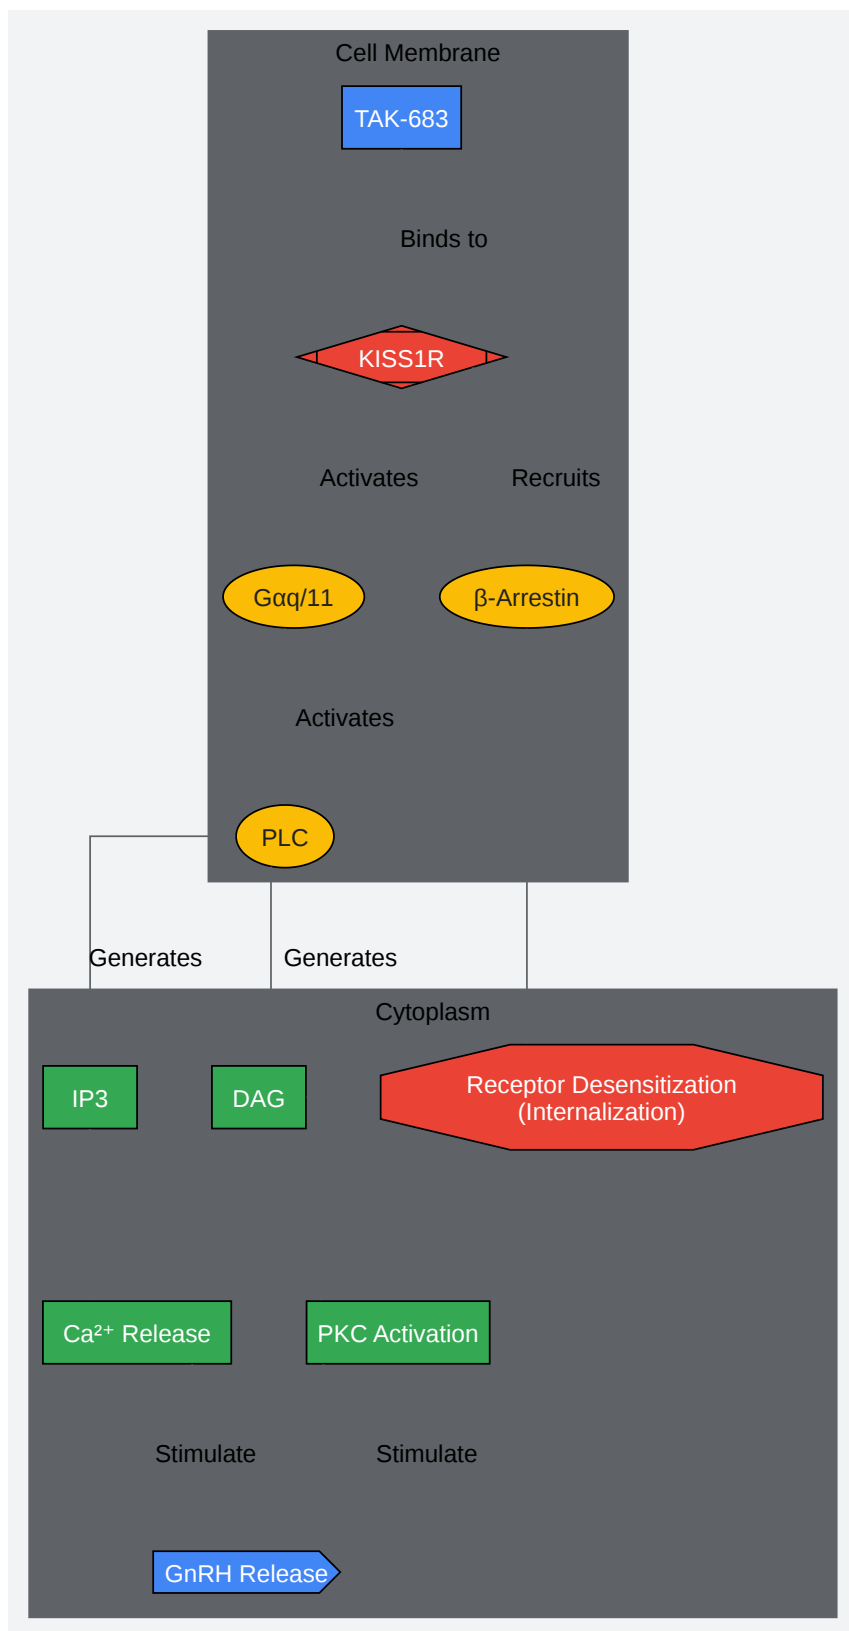 Cell Membrane
TAK-683
Binds to
KISS1R
Activates
Recruits
Gαq/11
β-Arrestin
Activates
PLC
Generates
Generates
Cytoplasm
IP3
DAG
Receptor Desensitization
(Internalization)
Ca²⁺ Release
PKC Activation
Stimulate
Stimulate
GnRH Release